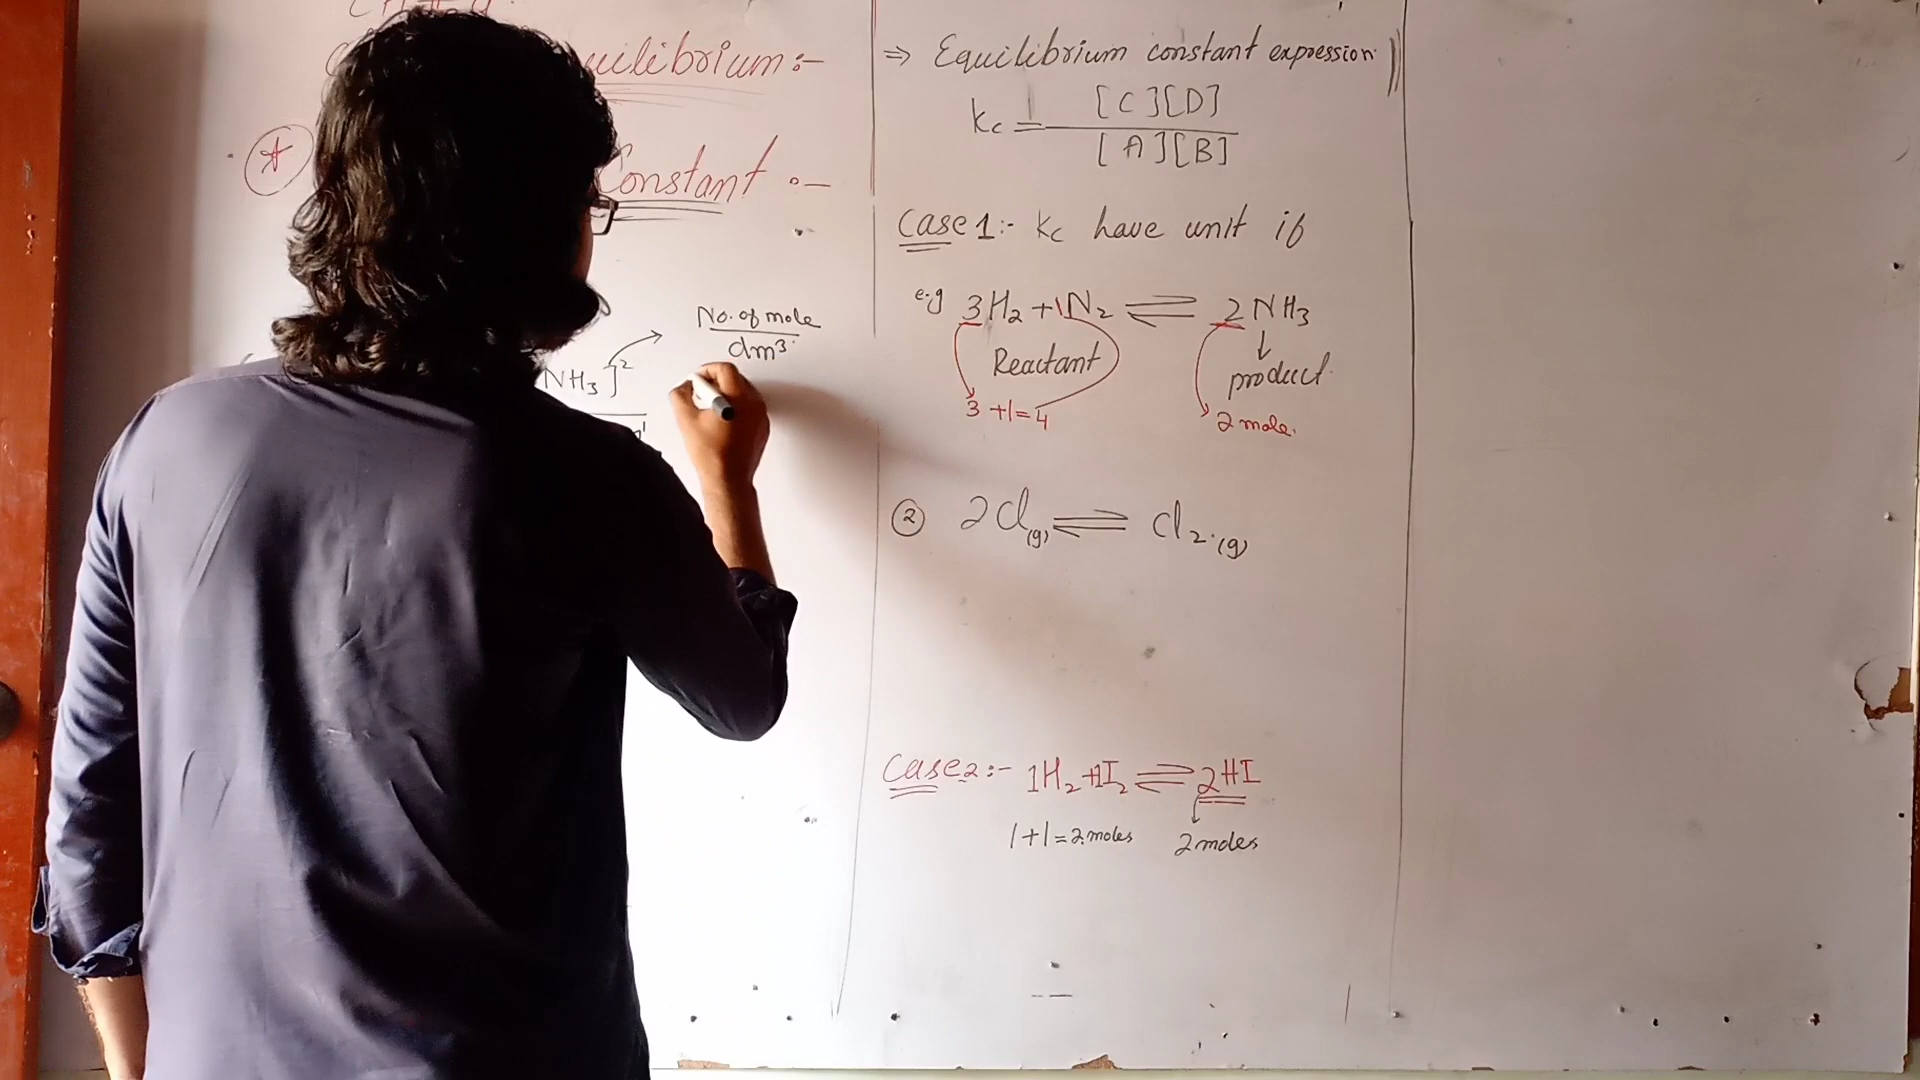 uilibrium :-
Constant :-
No. of mole
dm³
NH₃]²
⇒ Equilibrium constant expression
Kc = [C][D]
[A][B]
Case 1:- Kc have unit if
e.g 3H₂ + 1N₂ ⇌ 2NH₃
Reactant
product
3 + 1 = 4
2 mole.
② 2Cl(g) ⇌ Cl₂.(g)
Case 2:- 1H₂ + 1I₂ ⇌ 2HI
1+1=2.moles 2 moles